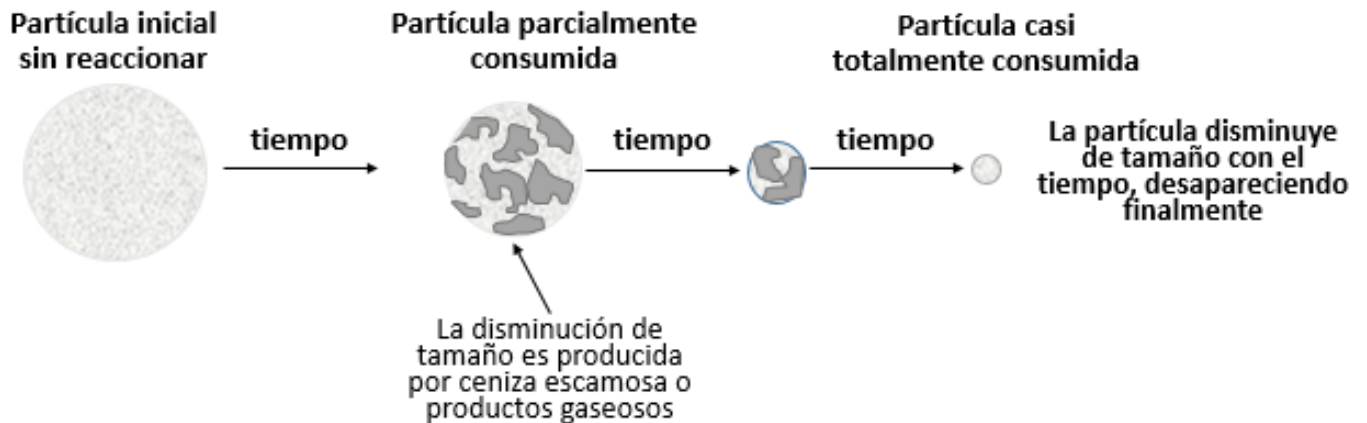 Partícula inicial
sin reaccionar
Partícula parcialmente
consumida
Partícula casi
totalmente consumida
tiempo
tiempo
tiempo
La partícula disminuye
de tamaño con el
tiempo, desapareciendo
finalmente
La disminución de
tamaño es producida
por ceniza escamosa o
productos gaseosos